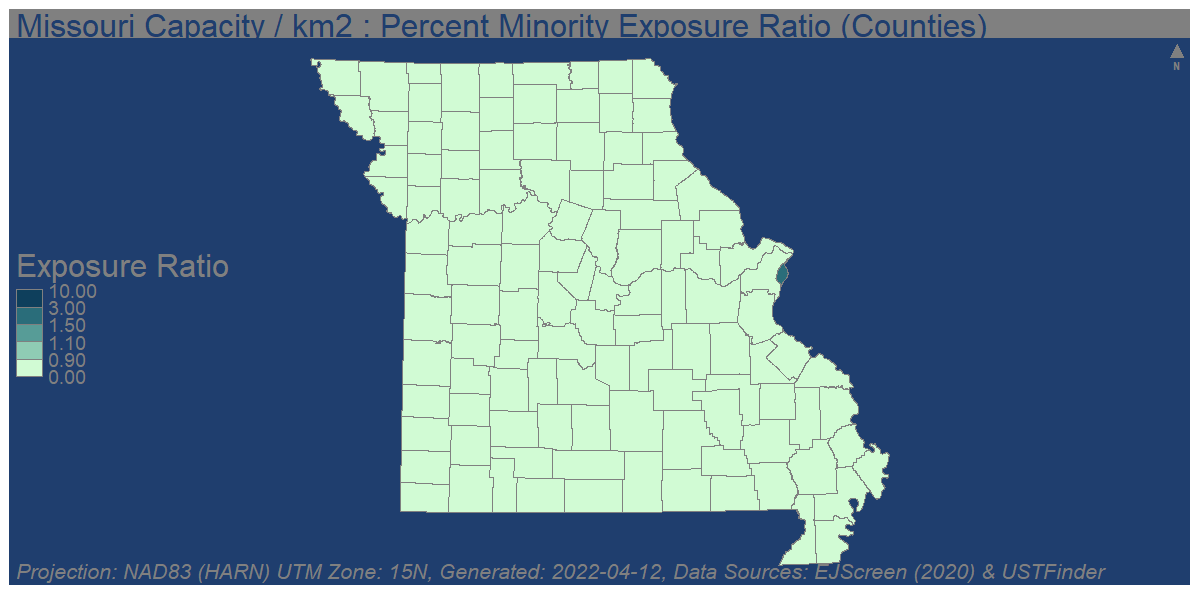 Missouri Capacity / km2 : Percent Minority Exposure Ratio (Counties)
N
Exposure Ratio
10.00
3.00
1.50
1.10
0.90
0.00
Projection: NAD83 (HARN) UTM Zone: 15N, Generated: 2022-04-12, Data Sources: EJScreen (2020) & USTFinder